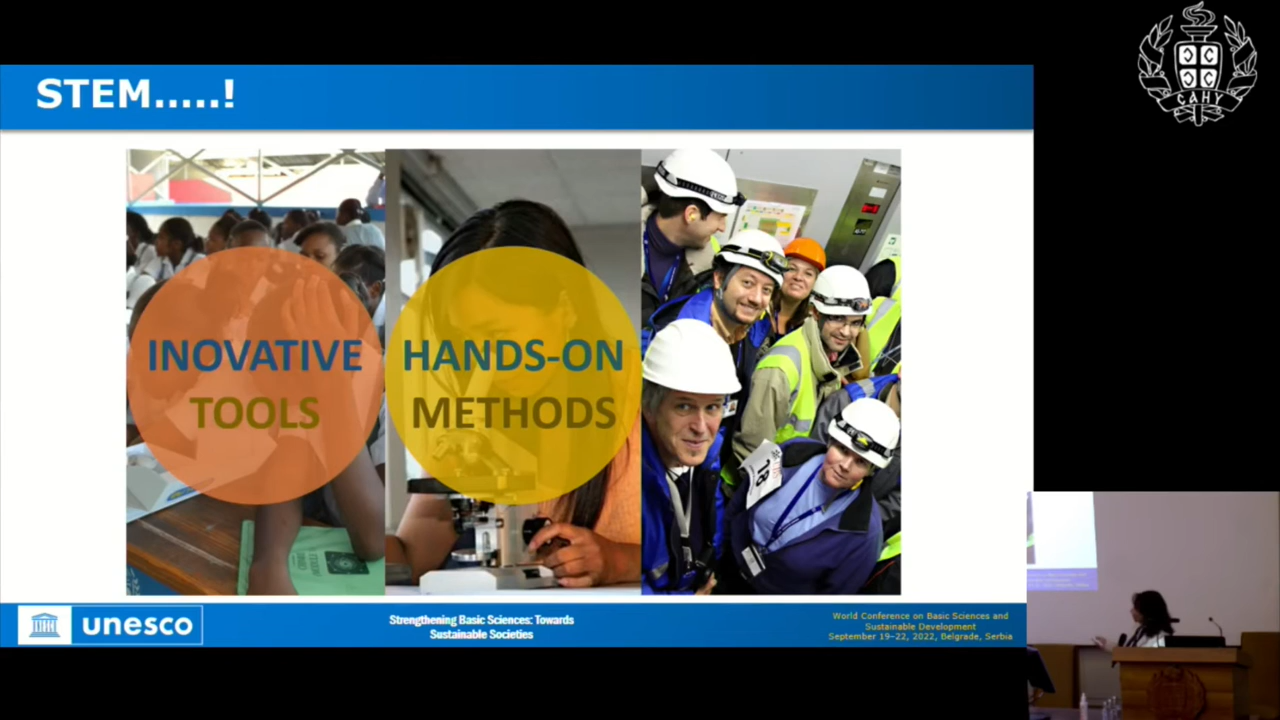 STEM.....!
INOVATIVE
TOOLS
HANDS-ON
METHODS
18
unesco
Strengthening Basic Sciences: Towards
Sustainable Societies
World Conference on Basic Sciences and
Sustainable Development
September 19-22, 2022, Belgrade, Serbia
САНУ